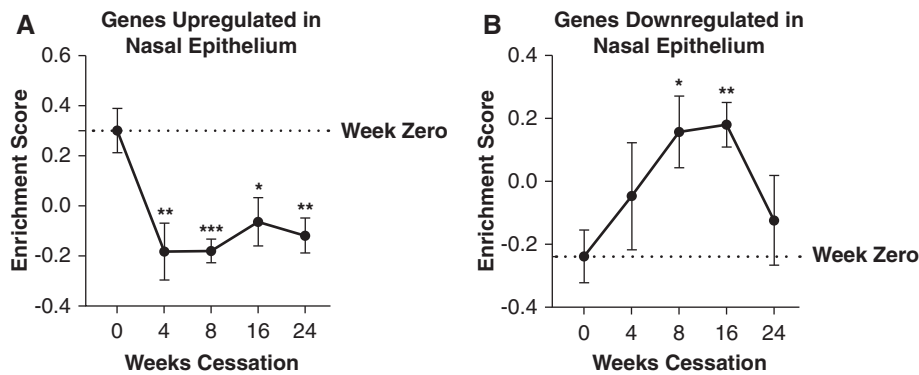 A
Genes Upregulated in
Nasal Epithelium
0.6
0.4
0.2
0.0
-0.2
-0.4
Enrichment Score
Week Zero
**
***
*
**
0
4
8
16
24
Weeks Cessation
B
Genes Downregulated in
Nasal Epithelium
0.4
0.2
0.0
-0.2
-0.4
Enrichment Score
*
**
Week Zero
0
4
8
16
24
Weeks Cessation